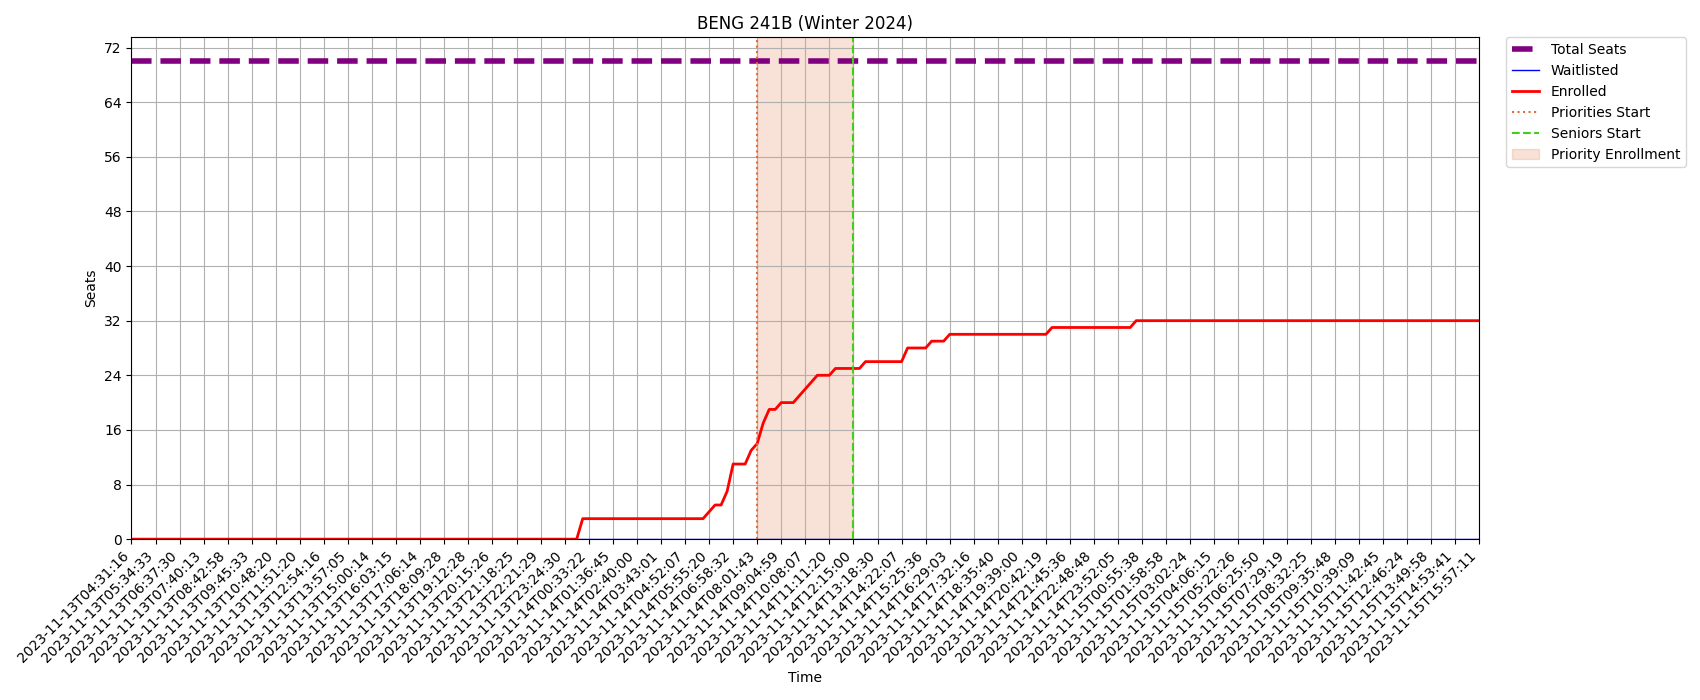 BENG 241B (Winter 2024)
Total Seats
Waitlisted
Enrolled
Priorities Start
Seniors Start
Priority Enrollment
Seats
72
64
56
48
40
32
24
16
8
0
2023-11-13T04:31:16
2023-11-13T05:34:33
2023-11-13T06:37:30
2023-11-13T07:40:13
2023-11-13T08:42:58
2023-11-13T09:45:33
2023-11-13T10:48:20
2023-11-13T11:51:20
2023-11-13T12:54:16
2023-11-13T13:57:05
2023-11-13T15:00:14
2023-11-13T16:03:15
2023-11-13T17:06:14
2023-11-13T18:09:28
2023-11-13T19:12:28
2023-11-13T20:15:26
2023-11-13T21:18:25
2023-11-13T22:21:29
2023-11-13T23:24:30
2023-11-14T00:33:22
2023-11-14T01:36:45
2023-11-14T02:40:00
2023-11-14T03:43:01
2023-11-14T04:52:07
2023-11-14T05:55:20
2023-11-14T06:58:32
2023-11-14T08:01:43
2023-11-14T09:04:59
2023-11-14T10:08:07
2023-11-14T11:11:20
2023-11-14T12:15:00
2023-11-14T13:18:30
2023-11-14T14:22:07
2023-11-14T15:25:36
2023-11-14T16:29:03
2023-11-14T17:32:16
2023-11-14T18:35:40
2023-11-14T19:39:00
2023-11-14T20:42:19
2023-11-14T21:45:36
2023-11-14T22:48:48
2023-11-14T23:52:05
2023-11-15T00:55:38
2023-11-15T01:58:58
2023-11-15T03:02:24
2023-11-15T04:06:15
2023-11-15T05:22:26
2023-11-15T06:25:50
2023-11-15T07:29:19
2023-11-15T08:32:25
2023-11-15T09:35:48
2023-11-15T10:39:09
2023-11-15T11:42:45
2023-11-15T12:46:24
2023-11-15T13:49:58
2023-11-15T14:53:41
2023-11-15T15:57:11
Time